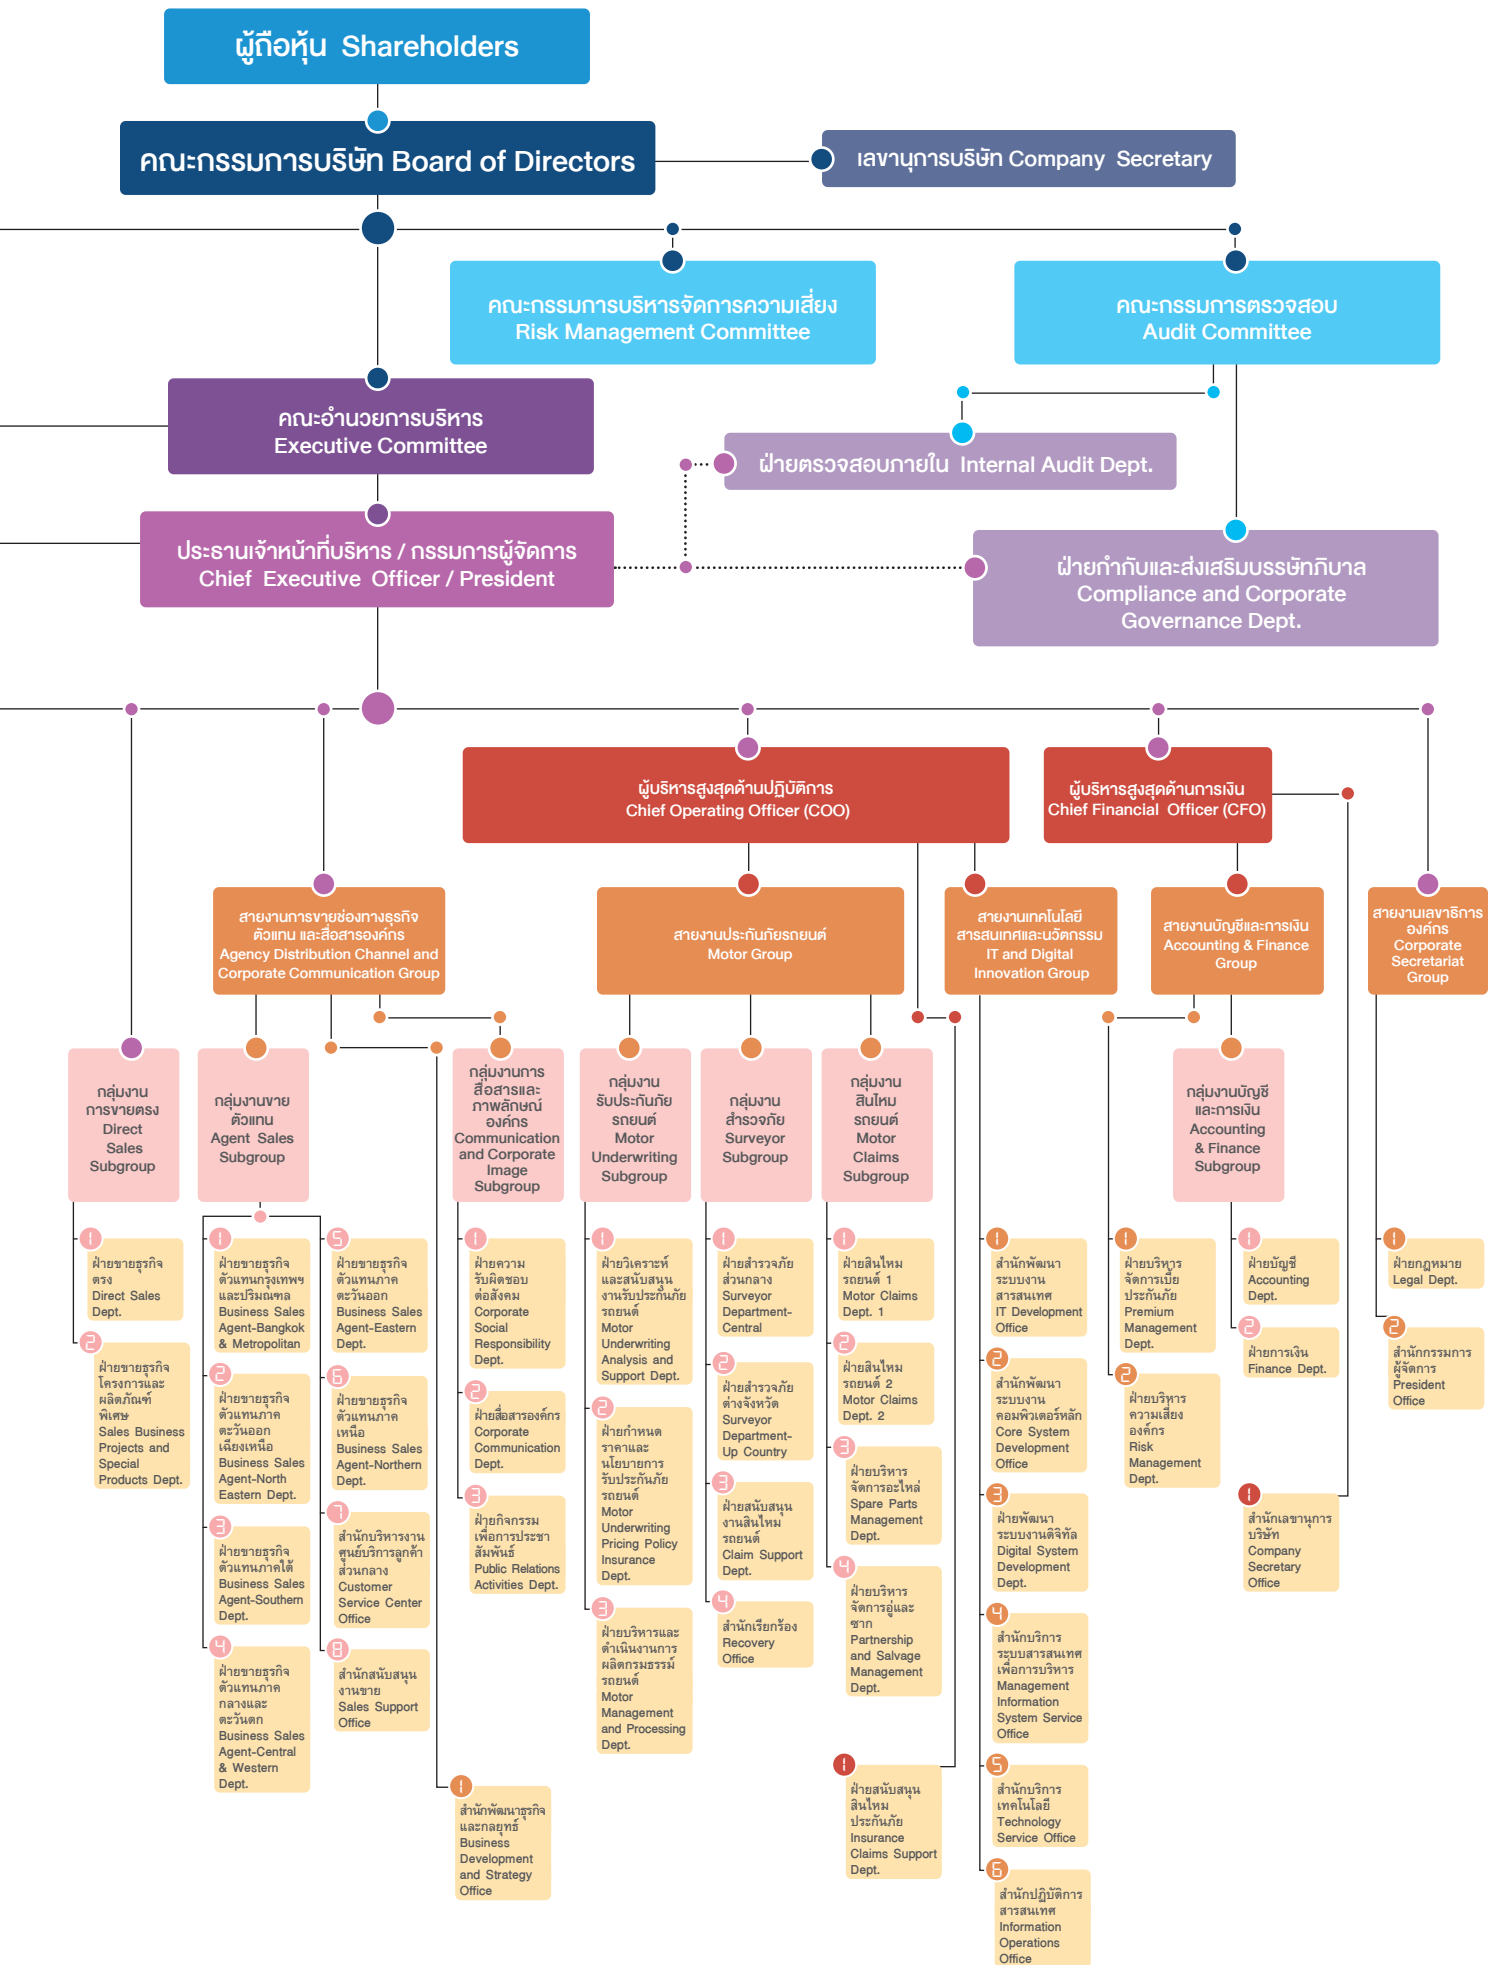 ผู้ถือหุ้น Shareholders
คณะกรรมการบริษัท Board of Directors
เลขานุการบริษัท Company Secretary
คณะกรรมการบริหารจัดการความเสี่ยง
Risk Management Committee
คณะกรรมการตรวจสอบ
Audit Committee
คณะอำนวยการบริหาร
Executive Committee
ฝ่ายตรวจสอบภายใน Internal Audit Dept.
ประธานเจ้าหน้าที่บริหาร / กรรมการผู้จัดการ
Chief Executive Officer / President
ฝ่ายกำกับและส่งเสริมบรรษัทภิบาล
Compliance and Corporate
Governance Dept.
ผู้บริหารสูงสุดด้านปฏิบัติการ
Chief Operating Officer (COO)
ผู้บริหารสูงสุดด้านการเงิน
Chief Financial Officer (CFO)
สายงานการขายช่องทางธุรกิจ
ตัวแทน และสื่อสารองค์กร
Agency Distribution Channel and
Corporate Communication Group
สายงานประกันภัยรถยนต์
Motor Group
สายงานเทคโนโลยี
สารสนเทศและนวัตกรรม
IT and Digital
Innovation Group
สายงานบัญชีและการเงิน
Accounting & Finance
Group
สายงานเลขาธิการ
องค์กร
Corporate
Secretariat
Group
กลุ่มงาน
การขายตรง
Direct
Sales
Subgroup
กลุ่มงานขาย
ตัวแทน
Agent Sales
Subgroup
กลุ่มงานการ
สื่อสารและ
ภาพลักษณ์
องค์กร
Communication
and Corporate
Image
Subgroup
กลุ่มงาน
รับประกันภัย
รถยนต์
Motor
Underwriting
Subgroup
กลุ่มงาน
สำรวจภัย
Surveyor
Subgroup
กลุ่มงาน
สินไหม
รถยนต์
Motor
Claims
Subgroup
กลุ่มงานบัญชี
และการเงิน
Accounting
& Finance
Subgroup
1
ฝ่ายขายธุรกิจ
ตรง
Direct Sales
Dept.
2
ฝ่ายขายธุรกิจ
โครงการและ
ผลิตภัณฑ์
พิเศษ
Sales Business
Projects and
Special
Products Dept.
1
ฝ่ายขายธุรกิจ
ตัวแทนกรุงเทพฯ
และปริมณฑล
Business Sales
Agent-Bangkok
& Metropolitan
2
ฝ่ายขายธุรกิจ
ตัวแทนภาค
ตะวันออก
เฉียงเหนือ
Business Sales
Agent-North
Eastern Dept.
3
ฝ่ายขายธุรกิจ
ตัวแทนภาคใต้
Business Sales
Agent-Southern
Dept.
4
ฝ่ายขายธุรกิจ
ตัวแทนภาค
กลางและ
ตะวันตก
Business Sales
Agent-Central
& Western
Dept.
5
ฝ่ายขายธุรกิจ
ตัวแทนภาค
ตะวันออก
Business Sales
Agent-Eastern
Dept.
6
ฝ่ายขายธุรกิจ
ตัวแทนภาค
เหนือ
Business Sales
Agent-Northern
Dept.
7
สำนักบริหารงาน
ศูนย์บริการลูกค้า
ส่วนกลาง
Customer
Service Center
Office
8
สำนักสนับสนุน
งานขาย
Sales Support
Office
1
สำนักพัฒนาธุรกิจ
และกลยุทธ์
Business
Development
and Strategy
Office
1
ฝ่ายความ
รับผิดชอบ
ต่อสังคม
Corporate
Social
Responsibility
Dept.
2
ฝ่ายสื่อสารองค์กร
Corporate
Communication
Dept.
3
ฝ่ายกิจกรรม
เพื่อการประชา
สัมพันธ์
Public Relations
Activities Dept.
1
ฝ่ายวิเคราะห์
และสนับสนุน
งานรับประกันภัย
รถยนต์
Motor
Underwriting
Analysis and
Support Dept.
2
ฝ่ายกำหนด
ราคาและ
นโยบายการ
รับประกันภัย
รถยนต์
Motor
Underwriting
Pricing Policy
Insurance
Dept.
3
ฝ่ายบริหารและ
ดำเนินงานการ
ผลิตกรมธรรม์
รถยนต์
Motor
Management
and Processing
Dept.
1
ฝ่ายสำรวจภัย
ส่วนกลาง
Surveyor
Department-
Central
2
ฝ่ายสำรวจภัย
ต่างจังหวัด
Surveyor
Department-
Up Country
3
ฝ่ายสนับสนุน
งานสินไหม
รถยนต์
Claim Support
Dept.
4
สำนักเรียกร้อง
Recovery
Office
1
ฝ่ายสินไหม
รถยนต์ 1
Motor Claims
Dept. 1
2
ฝ่ายสินไหม
รถยนต์ 2
Motor Claims
Dept. 2
3
ฝ่ายบริหาร
จัดการอะไหล่
Spare Parts
Management
Dept.
4
ฝ่ายบริหาร
จัดการอู่และ
ซาก
Partnership
and Salvage
Management
Dept.
1
ฝ่ายสนับสนุน
สินไหม
ประกันภัย
Insurance
Claims Support
Dept.
1
สำนักพัฒนา
ระบบงาน
สารสนเทศ
IT Development
Office
2
สำนักพัฒนา
ระบบงาน
คอมพิวเตอร์หลัก
Core System
Development
Office
3
ฝ่ายพัฒนา
ระบบงานดิจิทัล
Digital System
Development
Dept.
4
สำนักบริการ
ระบบสารสนเทศ
เพื่อการบริหาร
Management
Information
System Service
Office
5
สำนักบริการ
เทคโนโลยี
Technology
Service Office
6
สำนักปฏิบัติการ
สารสนเทศ
Information
Operations
Office
1
ฝ่ายบริหาร
จัดการเบี้ย
ประกันภัย
Premium
Management
Dept.
2
ฝ่ายบริหาร
ความเสี่ยง
องค์กร
Risk
Management
Dept.
1
ฝ่ายบัญชี
Accounting
Dept.
2
ฝ่ายการเงิน
Finance Dept.
1
สำนักเลขานุการ
บริษัท
Company
Secretary
Office
1
ฝ่ายกฎหมาย
Legal Dept.
2
สำนักกรรมการ
ผู้จัดการ
President
Office